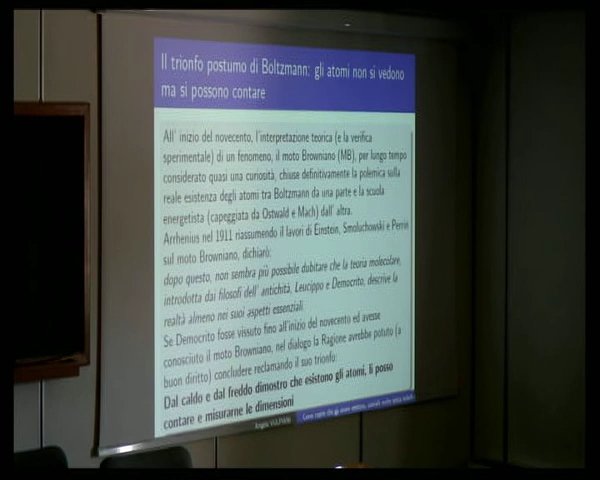 Il trionfo postumo di Boltzmann: gli atomi non si vedono
ma si possono contare
All' inizio del novecento, l'interpretazione teorica (e la verifica
sperimentale) di un fenomeno, il moto Browniano (MB), per lungo tempo
considerato quasi una curiosità, chiuse definitivamente la polemica sulla
reale esistenza degli atomi tra Boltzmann da una parte e la scuola
energetista (capeggiata da Ostwald e Mach) dall' altra.
Arrhenius nel 1911 riassumendo il lavori di Einstein, Smoluchowski e Perrin
sul moto Browniano, dichiarò:
dopo questo, non sembra più possibile dubitare che la teoria molecolare,
introdotta dai filosofi dell' antichità, Leucippo e Democrito, descrive la
realtà almeno nei suoi aspetti essenziali
Se Democrito fosse vissuto fino all'inizio del novecento ed avesse
conosciuto il moto Browniano, nel dialogo la Ragione avrebbe potuto (a
buon diritto) concludere reclamando il suo trionfo:
Dal caldo e dal freddo dimostro che esistono gli atomi, li posso
contare e misurarne le dimensioni
Angelo VULPIANI